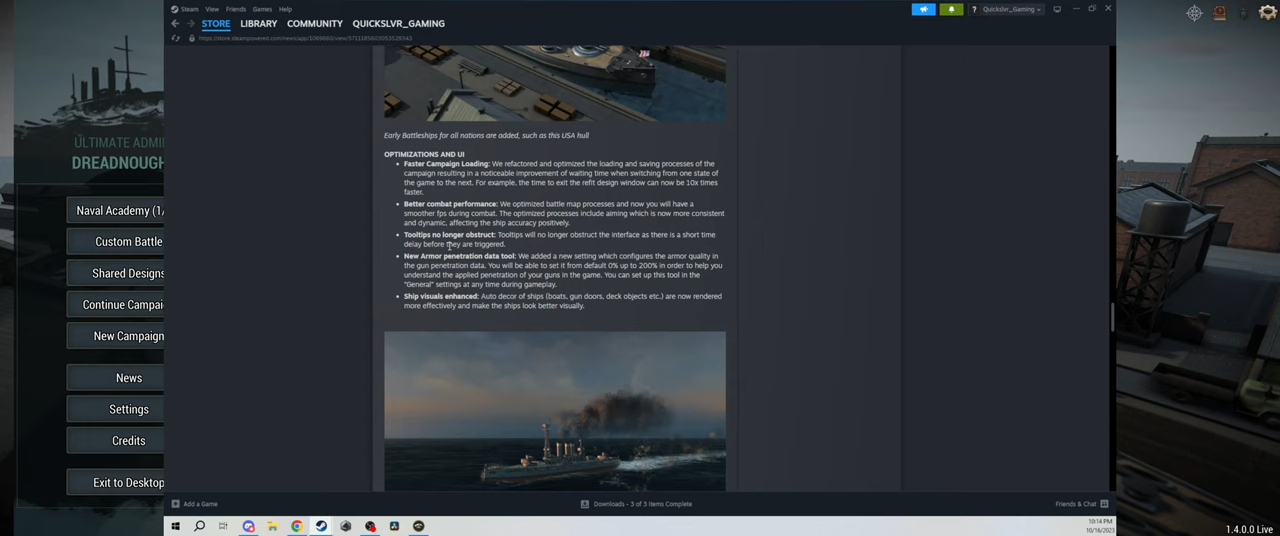 Steam View Friends Games Help
Quickslvr_Gaming
STORE LIBRARY COMMUNITY QUICKSLVR_GAMING
Early Battleships for all nations are added, such as this USA hull
OPTIMIZATIONS AND UI
• Faster Campaign Loading: We refactored and optimized the loading and saving processes of the
campaign resulting in a noticeable improvement of waiting time when switching from one state of
the game to the next. For example, the time to exit the refit design window can now be 10x times
faster.
• Better combat performance: We optimized battle map processes and now you will have a
smoother fps during combat. The optimized processes include aiming which is now more consistent
and dynamic, affecting the ship accuracy positively.
• Tooltips no longer obstruct: Tooltips will no longer obstruct the interface as there is a short time
delay before they are triggered.
• New Armor penetration data tool: We added a new setting which configures the armor quality in
the gun penetration data. You will be able to set it from default 0% up to 200% in order to help you
understand the applied penetration of your guns in the game. You can set up this tool in the
"General" settings at any time during gameplay.
• Ship visuals enhanced: Auto decor of ships (boats, gun doors, deck objects etc.) are now rendered
more effectively and make the ships look better visually.
ULTIMATE ADMI
DREADNOUGH
Naval Academy (1/
Custom Battle
Shared Designs
Continue Campai
New Campaign
News
Settings
Credits
Exit to Desktop
Add a Game
Downloads - 3 of 3 Items Complete
Friends & Chat
10:14 PM
10/16/2023
1.4.0.0 Live